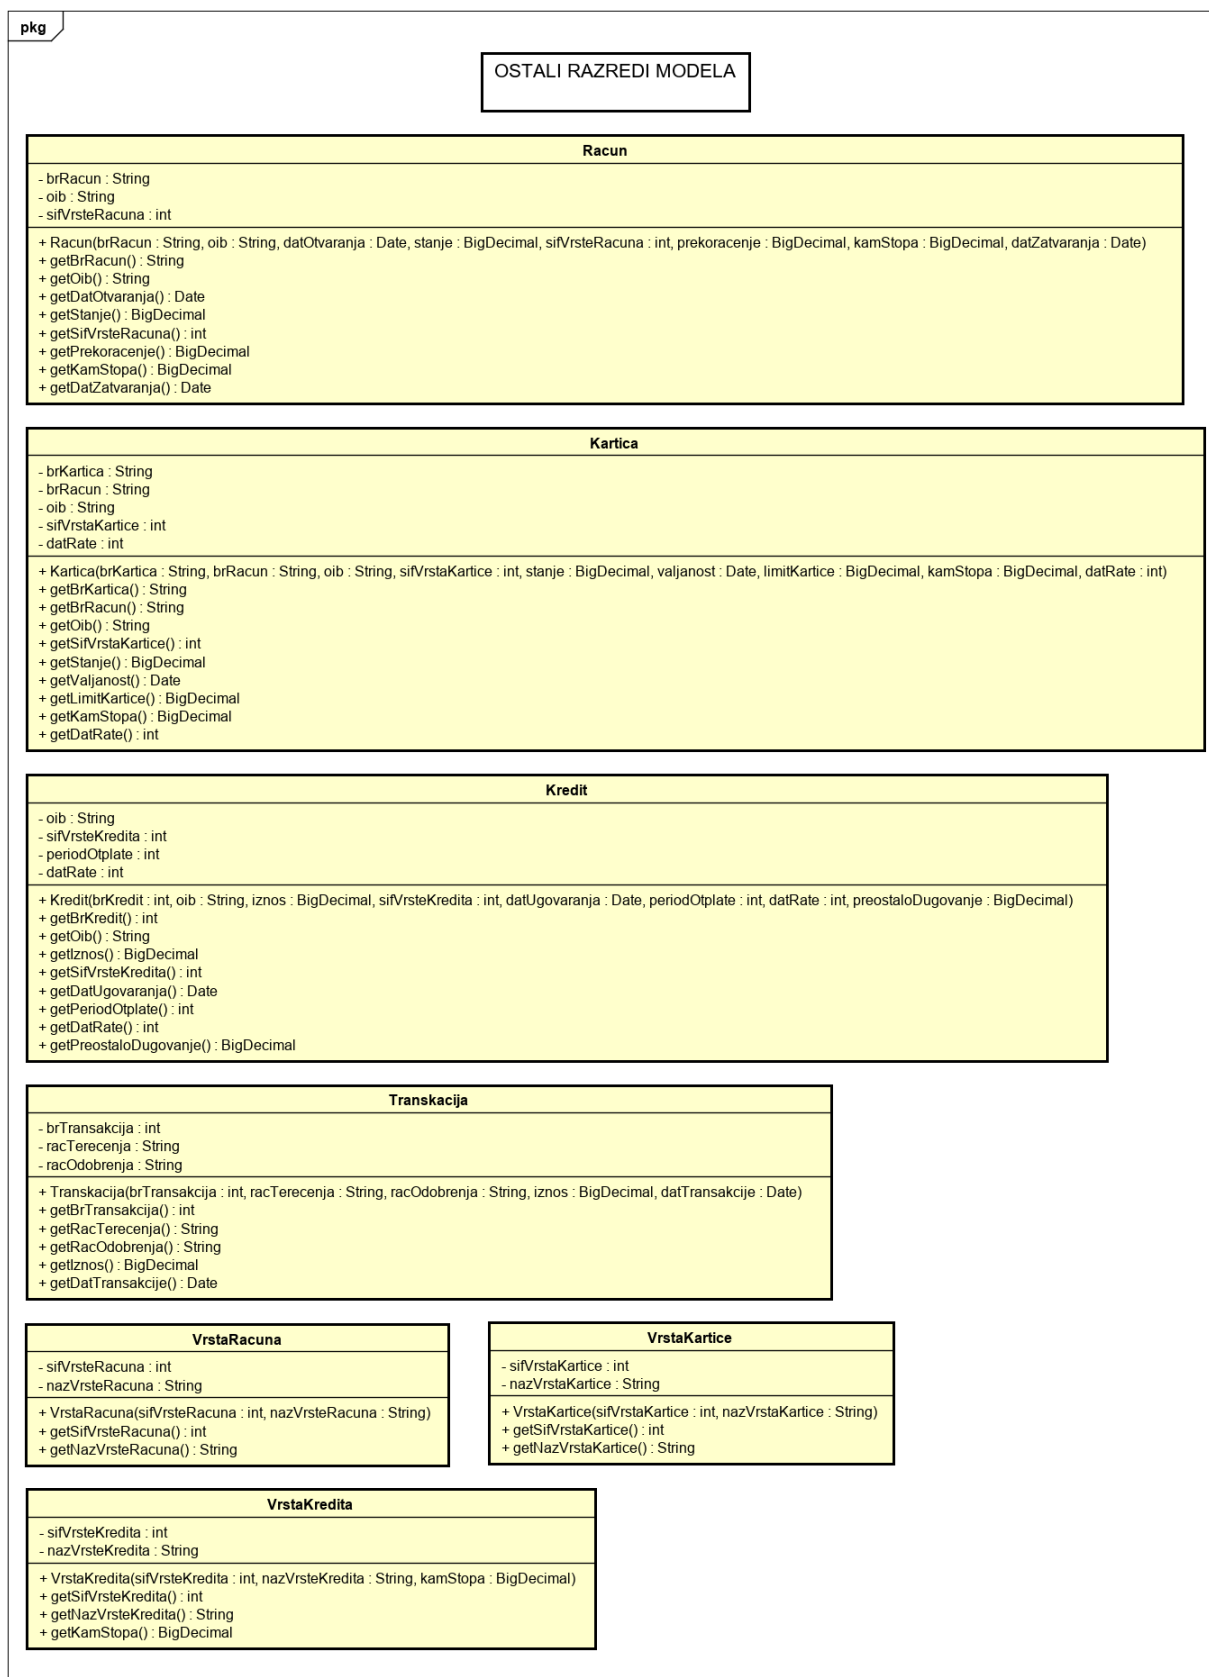 pkg
OSTALI RAZREDI MODELA
Racun
- brRacun : String
- oib : String
- sifVrsteRacuna : int
+ Racun(brRacun : String, oib : String, datOtvaranja : Date, stanje : BigDecimal, sifVrsteRacuna : int, prekoracenje : BigDecimal, kamStopa : BigDecimal, datZatvaranja : Date)
+ getBrRacun() : String
+ getOib() : String
+ getDatOtvaranja() : Date
+ getStanje() : BigDecimal
+ getSifVrsteRacuna() : int
+ getPrekoracenje() : BigDecimal
+ getKamStopa() : BigDecimal
+ getDatZatvaranja() : Date
Kartica
- brKartica : String
- brRacun : String
- oib : String
- sifVrstaKartice : int
- datRate : int
+ Kartica(brKartica : String, brRacun : String, oib : String, sifVrstaKartice : int, stanje : BigDecimal, valjanost : Date, limitKartice : BigDecimal, kamStopa : BigDecimal, datRate : int)
+ getBrKartica() : String
+ getBrRacun() : String
+ getOib() : String
+ getSifVrstaKartice() : int
+ getStanje() : BigDecimal
+ getValjanost() : Date
+ getLimitKartice() : BigDecimal
+ getKamStopa() : BigDecimal
+ getDatRate() : int
Kredit
- oib : String
- sifVrsteKredita : int
- periodOtplate : int
- datRate : int
+ Kredit(brKredit : int, oib : String, iznos : BigDecimal, sifVrsteKredita : int, datUgovaranja : Date, periodOtplate : int, datRate : int, preostaloDugovanje : BigDecimal)
+ getBrKredit() : int
+ getOib() : String
+ getIznos() : BigDecimal
+ getSifVrsteKredita() : int
+ getDatUgovaranja() : Date
+ getPeriodOtplate() : int
+ getDatRate() : int
+ getPreostaloDugovanje() : BigDecimal
Transkacija
- brTransakcija : int
- racTerecenja : String
- racOdobrenja : String
+ Transkacija(brTransakcija : int, racTerecenja : String, racOdobrenja : String, iznos : BigDecimal, datTransakcije : Date)
+ getBrTransakcija() : int
+ getRacTerecenja() : String
+ getRacOdobrenja() : String
+ getIznos() : BigDecimal
+ getDatTransakcije() : Date
VrstaRacuna
- sifVrsteRacuna : int
- nazVrsteRacuna : String
+ VrstaRacuna(sifVrsteRacuna : int, nazVrsteRacuna : String)
+ getSifVrsteRacuna() : int
+ getNazVrsteRacuna() : String
VrstaKartice
- sifVrstaKartice : int
- nazVrstaKartice : String
+ VrstaKartice(sifVrstaKartice : int, nazVrstaKartice : String)
+ getSifVrstaKartice() : int
+ getNazVrstaKartice() : String
VrstaKredita
- sifVrsteKredita : int
- nazVrsteKredita : String
+ VrstaKredita(sifVrsteKredita : int, nazVrsteKredita : String, kamStopa : BigDecimal)
+ getSifVrsteKredita() : int
+ getNazVrsteKredita() : String
+ getKamStopa() : BigDecimal